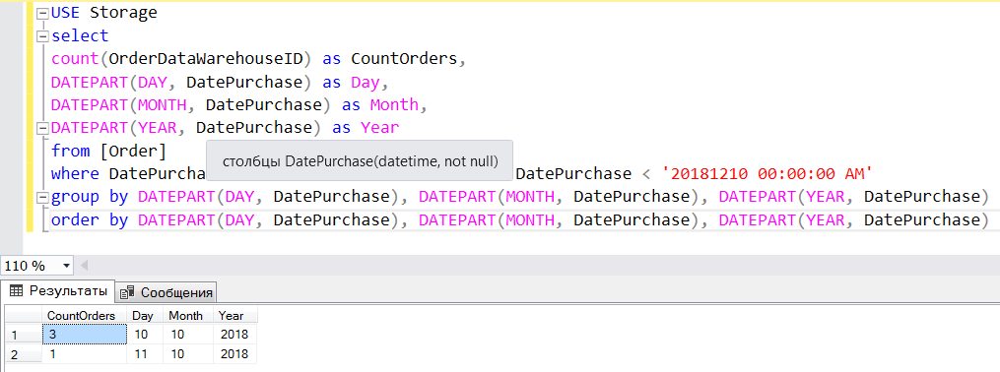 USE Storage
select
count(OrderDataWarehouseID) as CountOrders,
DATEPART(DAY, DatePurchase) as Day,
DATEPART(MONTH, DatePurchase) as Month,
DATEPART(YEAR, DatePurchase) as Year
from [Order]
столбцы DatePurchase(datetime, not null)
where DatePurcha DatePurchase < '20181210 00:00:00 AM'
group by DATEPART(DAY, DatePurchase), DATEPART(MONTH, DatePurchase), DATEPART(YEAR, DatePurchase)
order by DATEPART(DAY, DatePurchase), DATEPART(MONTH, DatePurchase), DATEPART(YEAR, DatePurchase)
110 %
Результаты Сообщения
CountOrders Day Month Year
1 3 10 10 2018
2 1 11 10 2018